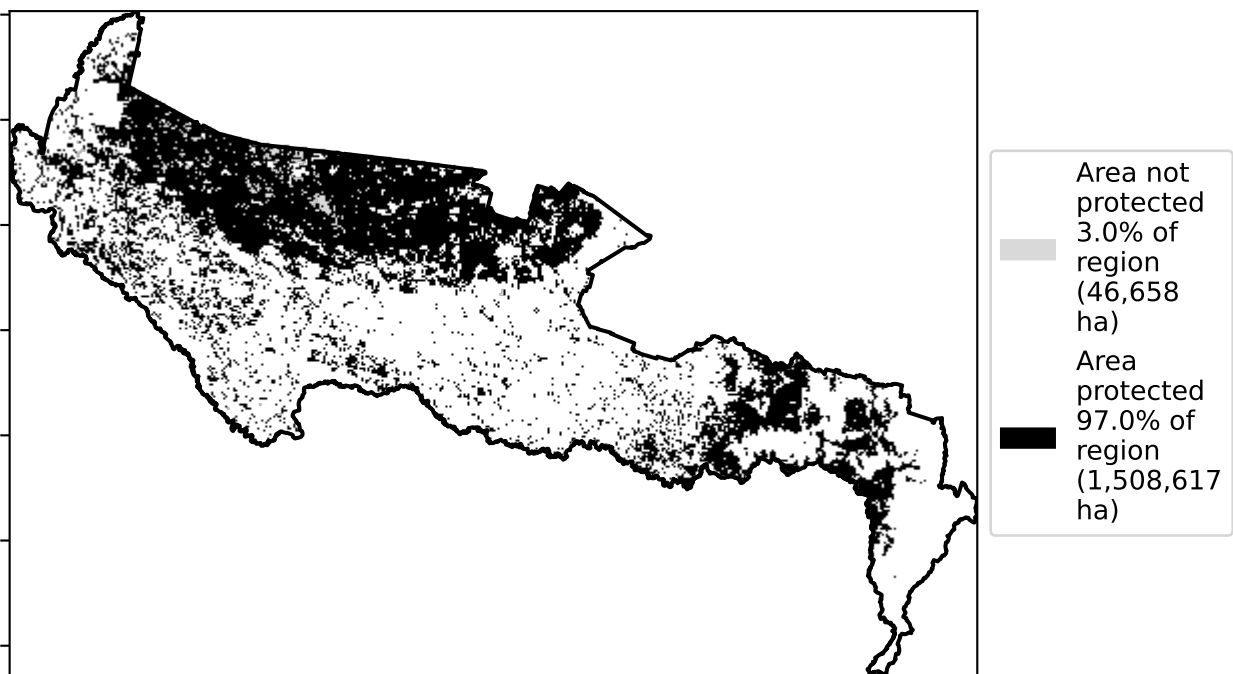 Area not
protected
3.0% of
region
(46,658
ha)
Area
protected
97.0% of
region
(1,508,617
ha)